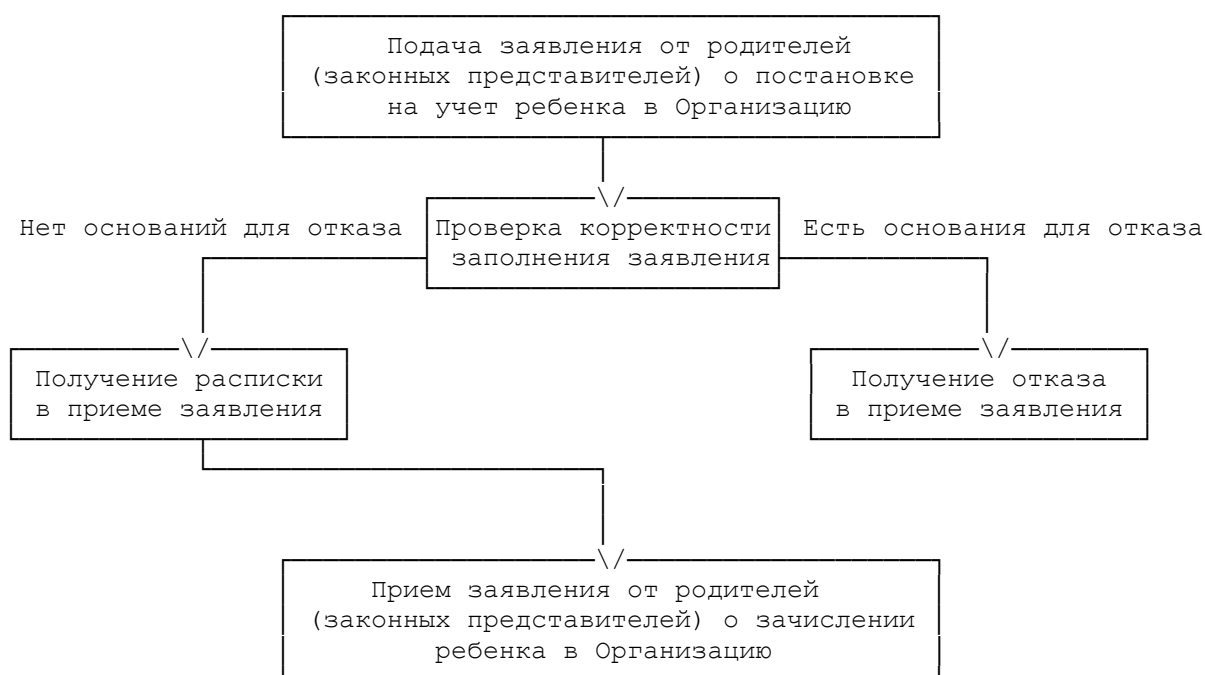 Подача заявления от родителей
(законных представителей) о постановке
на учет ребенка в Организацию
Нет оснований для отказа
Проверка корректности
заполнения заявления
Есть основания для отказа
Получение расписки
в приеме заявления
Получение отказа
в приеме заявления
Прием заявления от родителей
(законных представителей) о зачислении
ребенка в Организацию